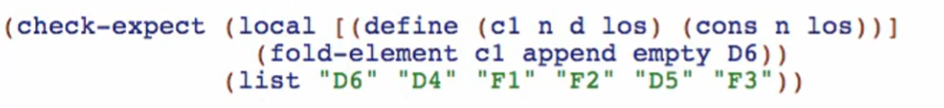 (check-expect (local [(define (c1 n d los) (cons n los))]
(fold-element c1 append empty D6))
(list "D6" "D4" "F1" "F2" "D5" "F3"))